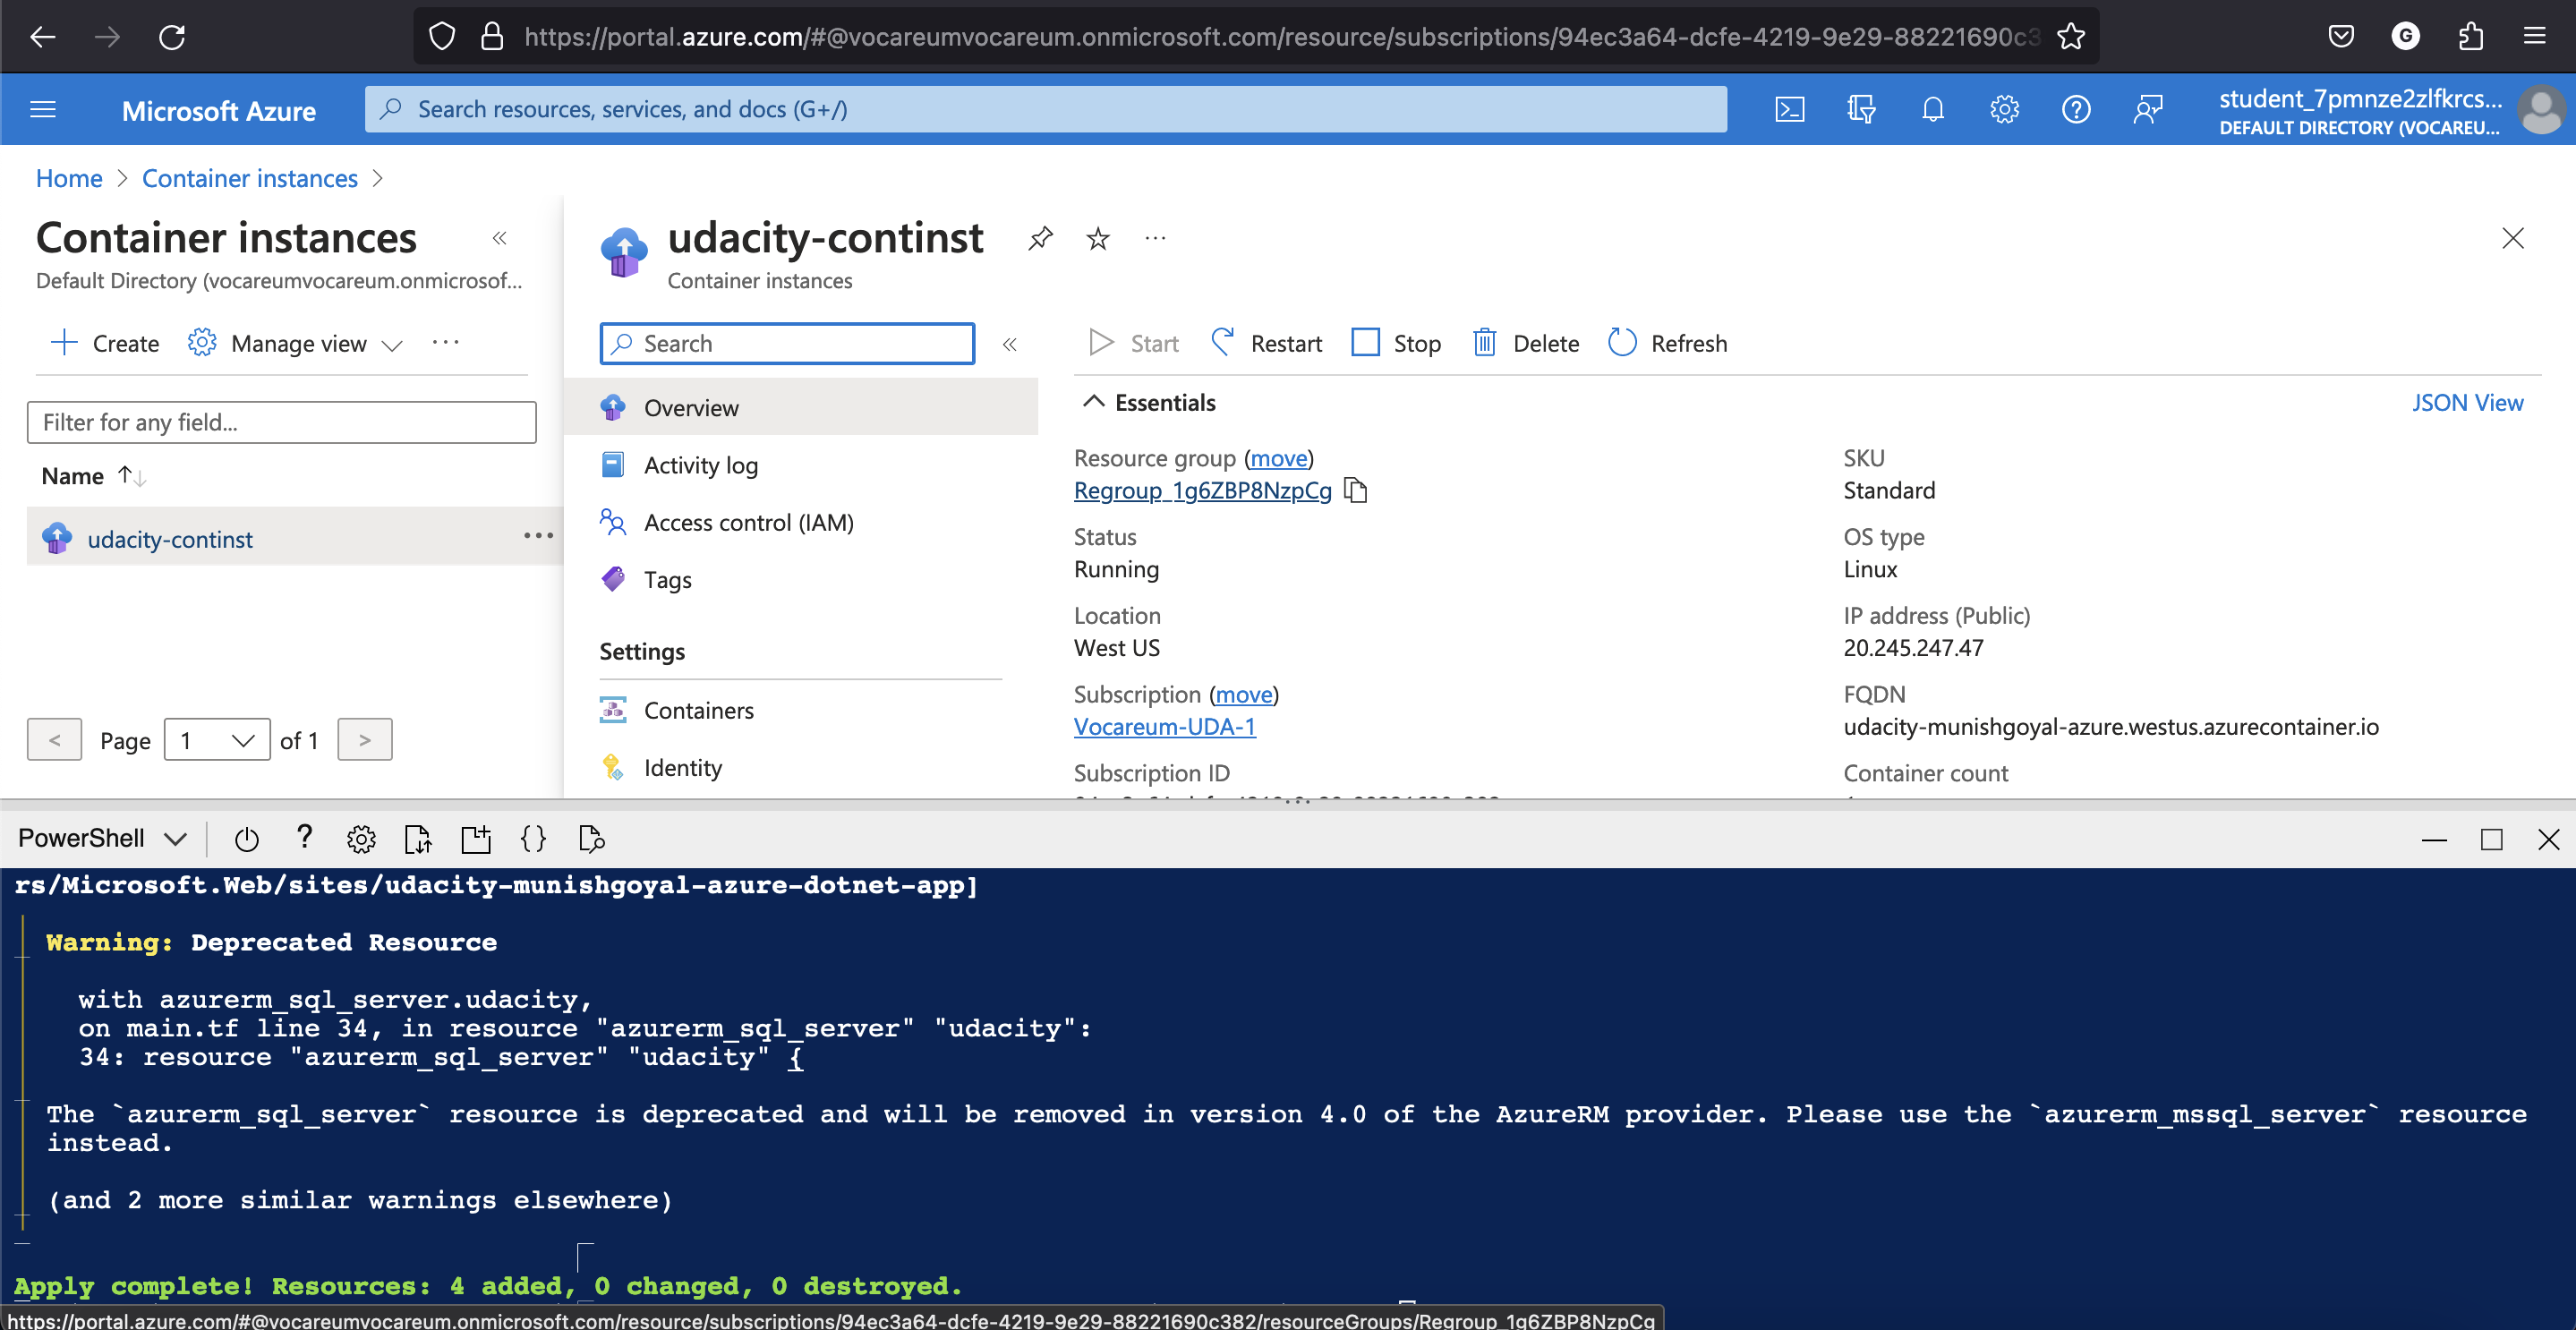 https://portal.azure.com/#@vocareumvocareum.onmicrosoft.com/resource/subscriptions/94ec3a64-dcfe-4219-9e29-88221690c3
G
Microsoft Azure
Search resources, services, and docs (G+/)
student_7pmnze2zlfkrcs...
DEFAULT DIRECTORY (VOCAREU...
Home > Container instances >
Container instances
Default Directory (vocareumvocareum.onmicrosof...
Create
Manage view
Filter for any field...
Name
udacity-continst
< Page 1 of 1 >
udacity-continst
Container instances
Search
Overview
Activity log
Access control (IAM)
Tags
Settings
Containers
Identity
Start
Restart
Stop
Delete
Refresh
Essentials
JSON View
Resource group (move)
Regroup_1g6ZBP8NzpCg
Status
Running
Location
West US
Subscription (move)
Vocareum-UDA-1
Subscription ID
SKU
Standard
OS type
Linux
IP address (Public)
20.245.247.47
FQDN
udacity-munishgoyal-azure.westus.azurecontainer.io
Container count
PowerShell
?
{}
rs/Microsoft.Web/sites/udacity-munishgoyal-azure-dotnet-app]
Warning: Deprecated Resource
with azurerm_sql_server.udacity,
on main.tf line 34, in resource "azurerm_sql_server" "udacity":
34: resource "azurerm_sql_server" "udacity" {
The `azurerm_sql_server` resource is deprecated and will be removed in version 4.0 of the AzureRM provider. Please use the `azurerm_mssql_server` resource
instead.
(and 2 more similar warnings elsewhere)
Apply complete! Resources: 4 added, 0 changed, 0 destroyed.
https://portal.azure.com/#@vocareumvocareum.onmicrosoft.com/resource/subscriptions/94ec3a64-dcfe-4219-9e29-88221690c382/resourceGroups/Regroup_1g6ZBP8NzpCg